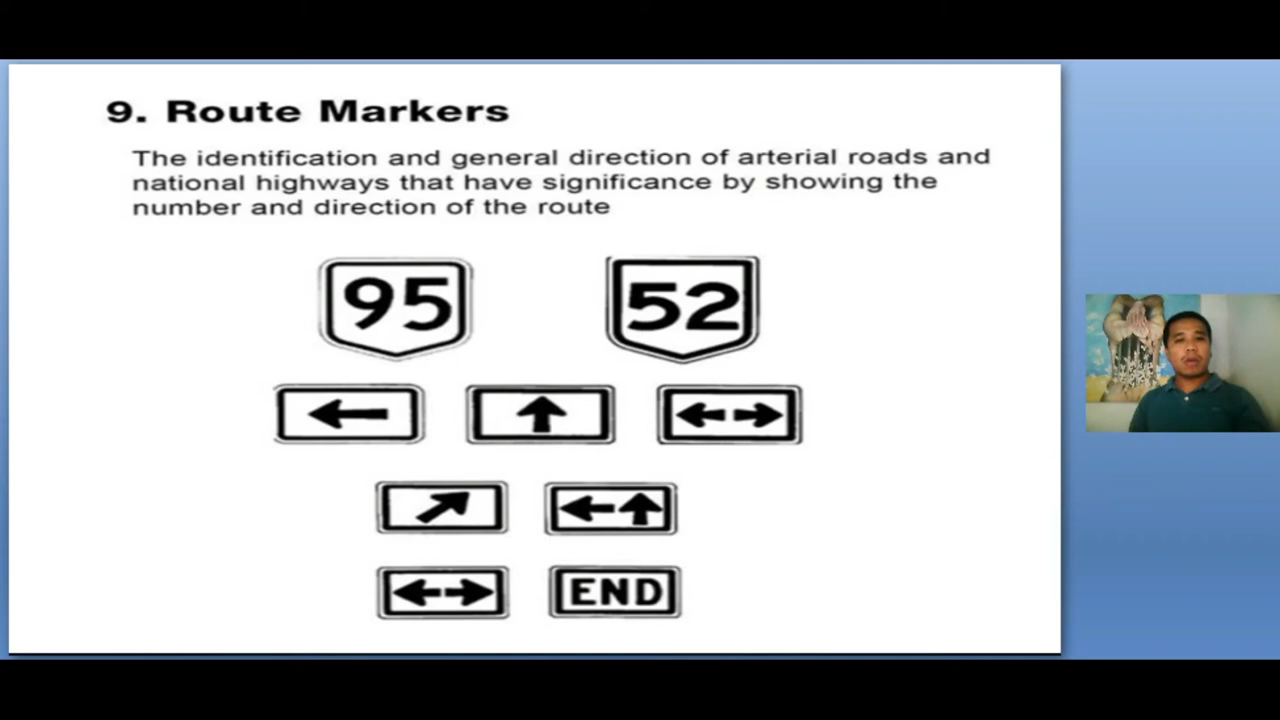 9. Route Markers
The identification and general direction of arterial roads and
national highways that have significance by showing the
number and direction of the route
95
52
END